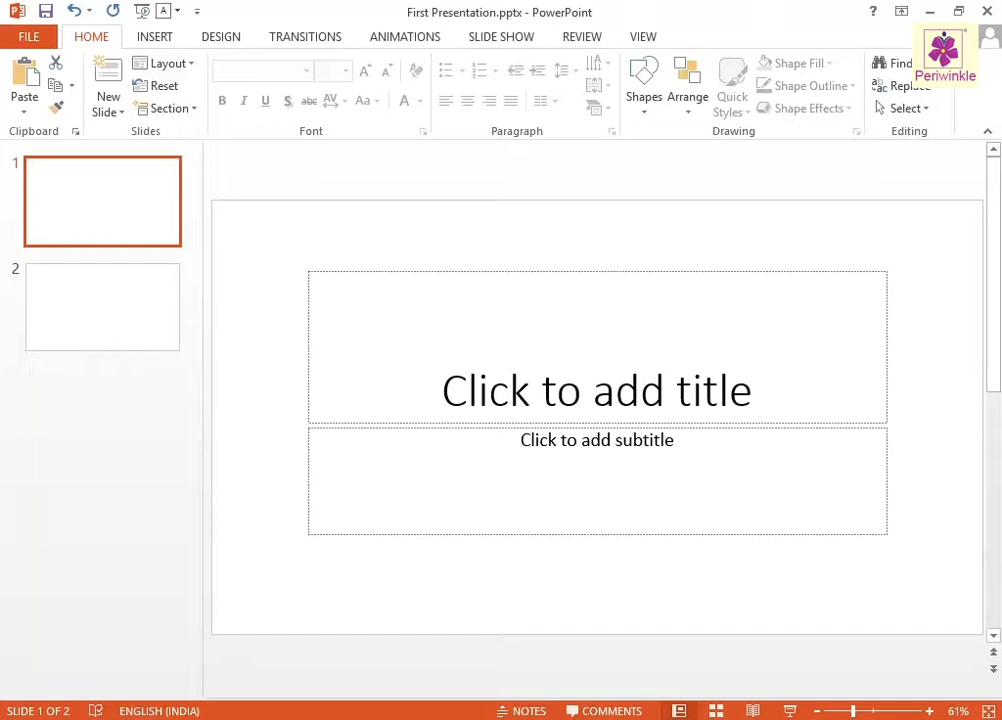 First Presentation.pptx - PowerPoint
FILE HOME INSERT DESIGN TRANSITIONS ANIMATIONS SLIDE SHOW REVIEW VIEW
Periwinkle
Paste
New Slide
Layout
Reset
Section
B I U S abc AV Aa A
Shapes
Arrange
Quick Styles
Shape Fill
Shape Outline
Shape Effects
Find
Replace
Select
Clipboard Slides Font Paragraph Drawing Editing
1
2
Click to add title
Click to add subtitle
SLIDE 1 OF 2 ENGLISH (INDIA) NOTES COMMENTS 61%